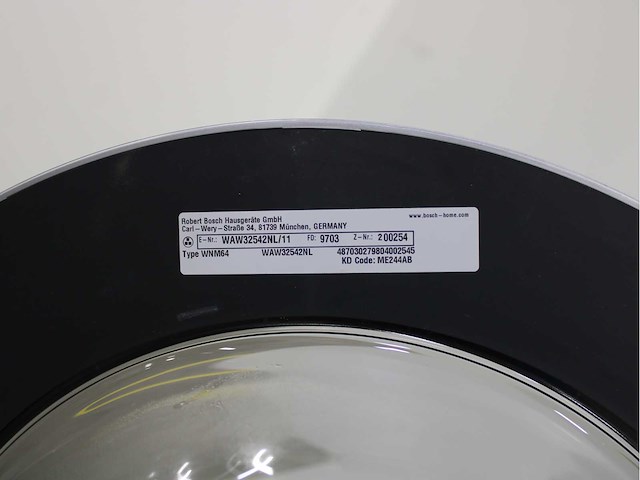 Robert Bosch Hausgeräte GmbH www.bosch-home.com
Carl-Wery-Straße 34, 81739 München, GERMANY
E-Nr.: WAW32542NL/11 FD: 9703 Z-Nr.: 200254
Type WNM64 WAW32542NL 487030279804002545
KD Code: ME244AB